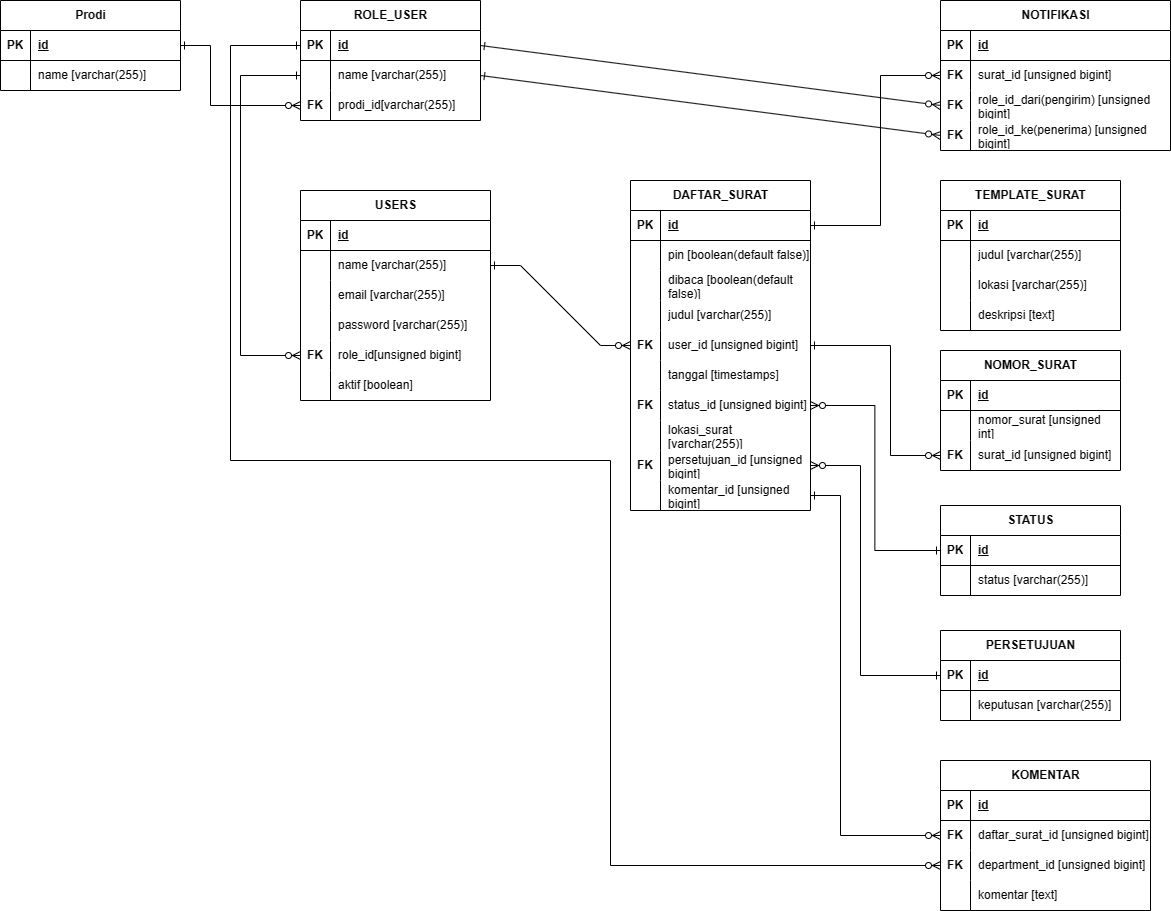 Prodi
PK id
name [varchar(255)]
ROLE_USER
PK id
name [varchar(255)]
FK prodi_id[varchar(255)]
NOTIFIKASI
PK id
FK surat_id [unsigned bigint]
FK role_id_dari(pengirim) [unsigned
bigint]
FK role_id_ke(penerima) [unsigned
bigint]
USERS
PK id
name [varchar(255)]
email [varchar(255)]
password [varchar(255)]
FK role_id[unsigned bigint]
aktif [boolean]
DAFTAR_SURAT
PK id
pin [boolean(default false)]
dibaca [boolean(default
false)]
judul [varchar(255)]
FK user_id [unsigned bigint]
tanggal [timestamps]
FK status_id [unsigned bigint]
lokasi_surat
[varchar(255)]
FK persetujuan_id [unsigned
bigint]
komentar_id [unsigned
bigint]
TEMPLATE_SURAT
PK id
judul [varchar(255)]
lokasi [varchar(255)]
deskripsi [text]
NOMOR_SURAT
PK id
nomor_surat [unsigned
int]
FK surat_id [unsigned bigint]
STATUS
PK id
status [varchar(255)]
PERSETUJUAN
PK id
keputusan [varchar(255)]
KOMENTAR
PK id
FK daftar_surat_id [unsigned bigint]
FK department_id [unsigned bigint]
komentar [text]